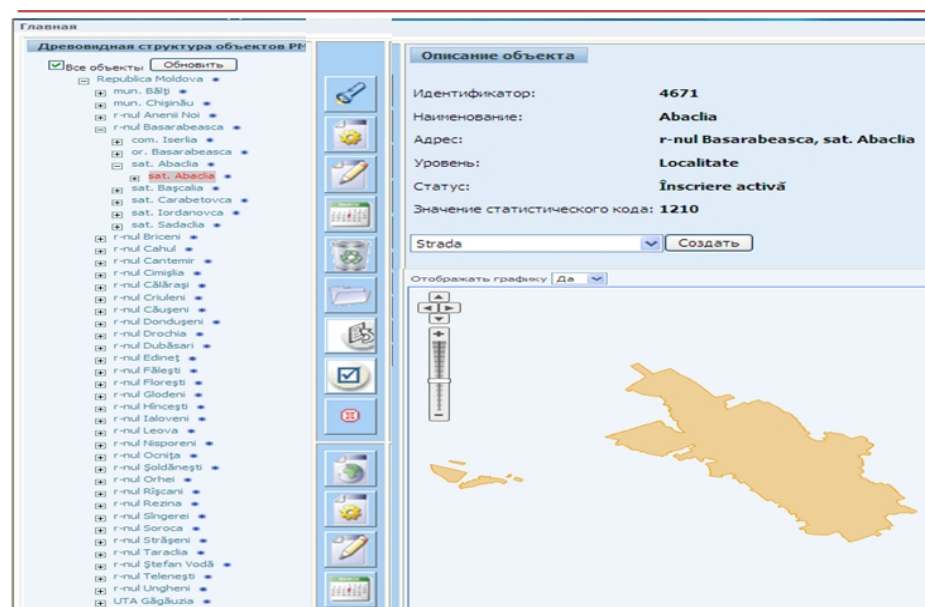 Главная
Древовидная структура объектов РМ
Все объекты Обновить
Republica Moldova
mun. Bălţi
mun. Chişinău
r-nul Anenii Noi
r-nul Basarabeasca
com. Iserlia
or. Basarabeasca
sat. Abaclia
sat. Abaclia
sat. Başcalia
sat. Carabetovca
sat. Iordanovca
sat. Sadaclia
r-nul Briceni
r-nul Cahul
r-nul Cantemir
r-nul Cimişlia
r-nul Călăraşi
r-nul Criuleni
r-nul Căuşeni
r-nul Donduşeni
r-nul Drochia
r-nul Dubăsari
r-nul Edineţ
r-nul Făleşti
r-nul Floreşti
r-nul Glodeni
r-nul Hînceşti
r-nul Ialoveni
r-nul Leova
r-nul Nisporeni
r-nul Ocniţa
r-nul Şoldăneşti
r-nul Orhei
r-nul Rîşcani
r-nul Rezina
r-nul Sîngerei
r-nul Soroca
r-nul Străşeni
r-nul Taraclia
r-nul Ştefan Vodă
r-nul Teleneşti
r-nul Ungheni
UTA Găgăuzia
Описание объекта
Идентификатор: 4671
Наименование: Abaclia
Адрес: r-nul Basarabeasca, sat. Abaclia
Уровень: Localitate
Статус: Înscriere activă
Значение статистического кода: 1210
Strada Создать
Отображать графику Да